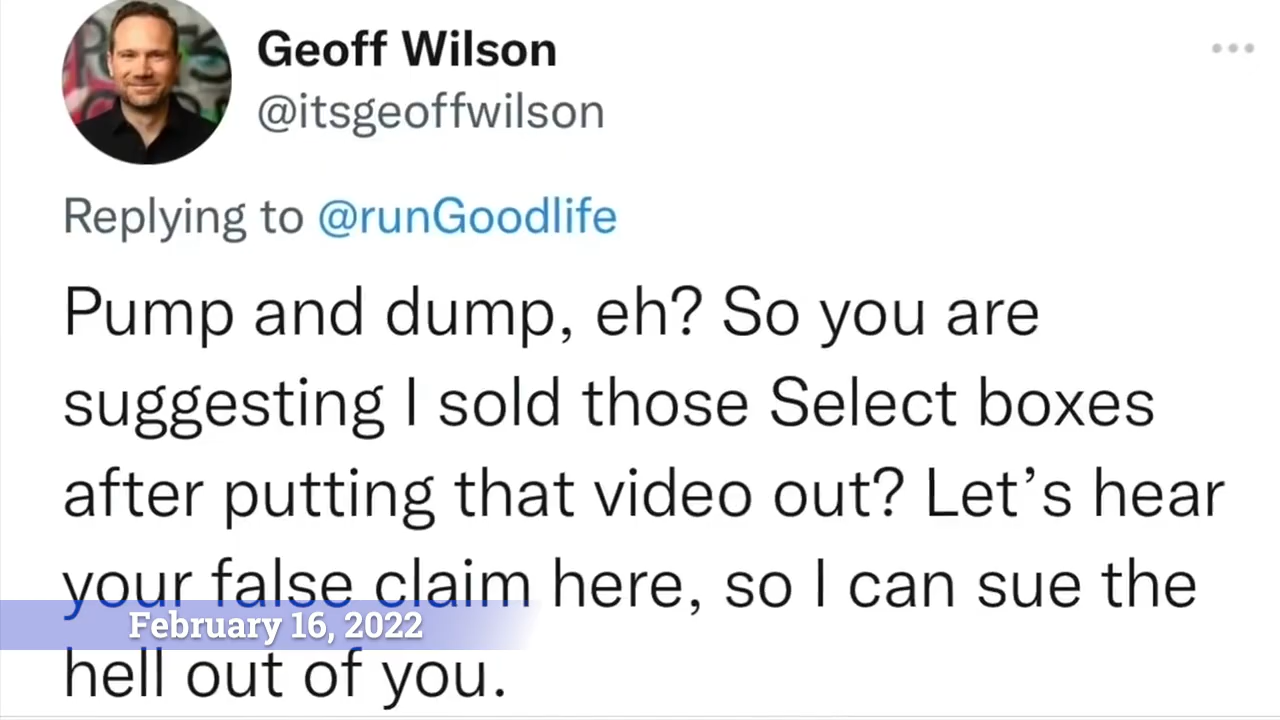 Geoff Wilson
@itsgeoffwilson
Replying to @runGoodlife
Pump and dump, eh? So you are
suggesting I sold those Select boxes
after putting that video out? Let’s hear
your false claim here, so I can sue the
February 16, 2022
hell out of you.